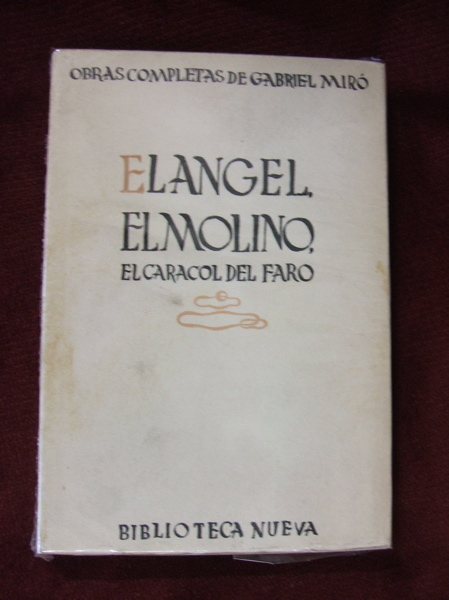 OBRAS COMPLETAS DE GABRIEL MIRÓ
EL ANGEL,
EL MOLINO,
EL CARACOL DEL FARO
BIBLIOTECA NUEVA